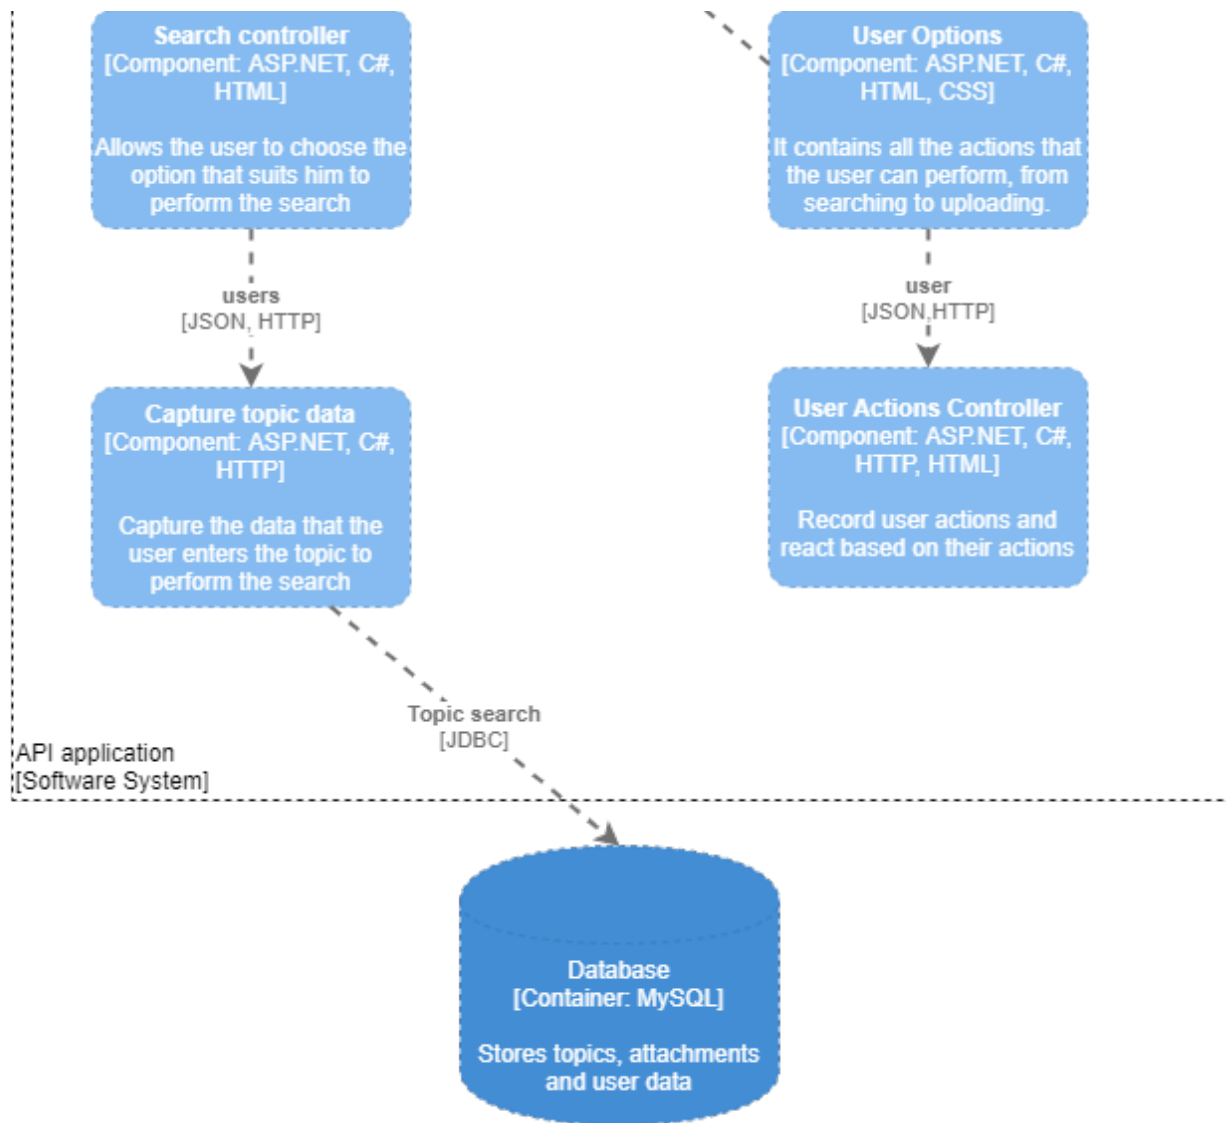 Search controller
[Component: ASP.NET, C#,
HTML]
Allows the user to choose the
option that suits him to
perform the search
User Options
[Component: ASP.NET, C#,
HTML, CSS]
It contains all the actions that
the user can perform, from
searching to uploading.
users
[JSON, HTTP]
user
[JSON,HTTP]
Capture topic data
[Component: ASP.NET, C#,
HTTP]
Capture the data that the
user enters the topic to
perform the search
User Actions Controller
[Component: ASP.NET, C#,
HTTP, HTML]
Record user actions and
react based on their actions
Topic search
[JDBC]
API application
[Software System]
Database
[Container: MySQL]
Stores topics, attachments
and user data